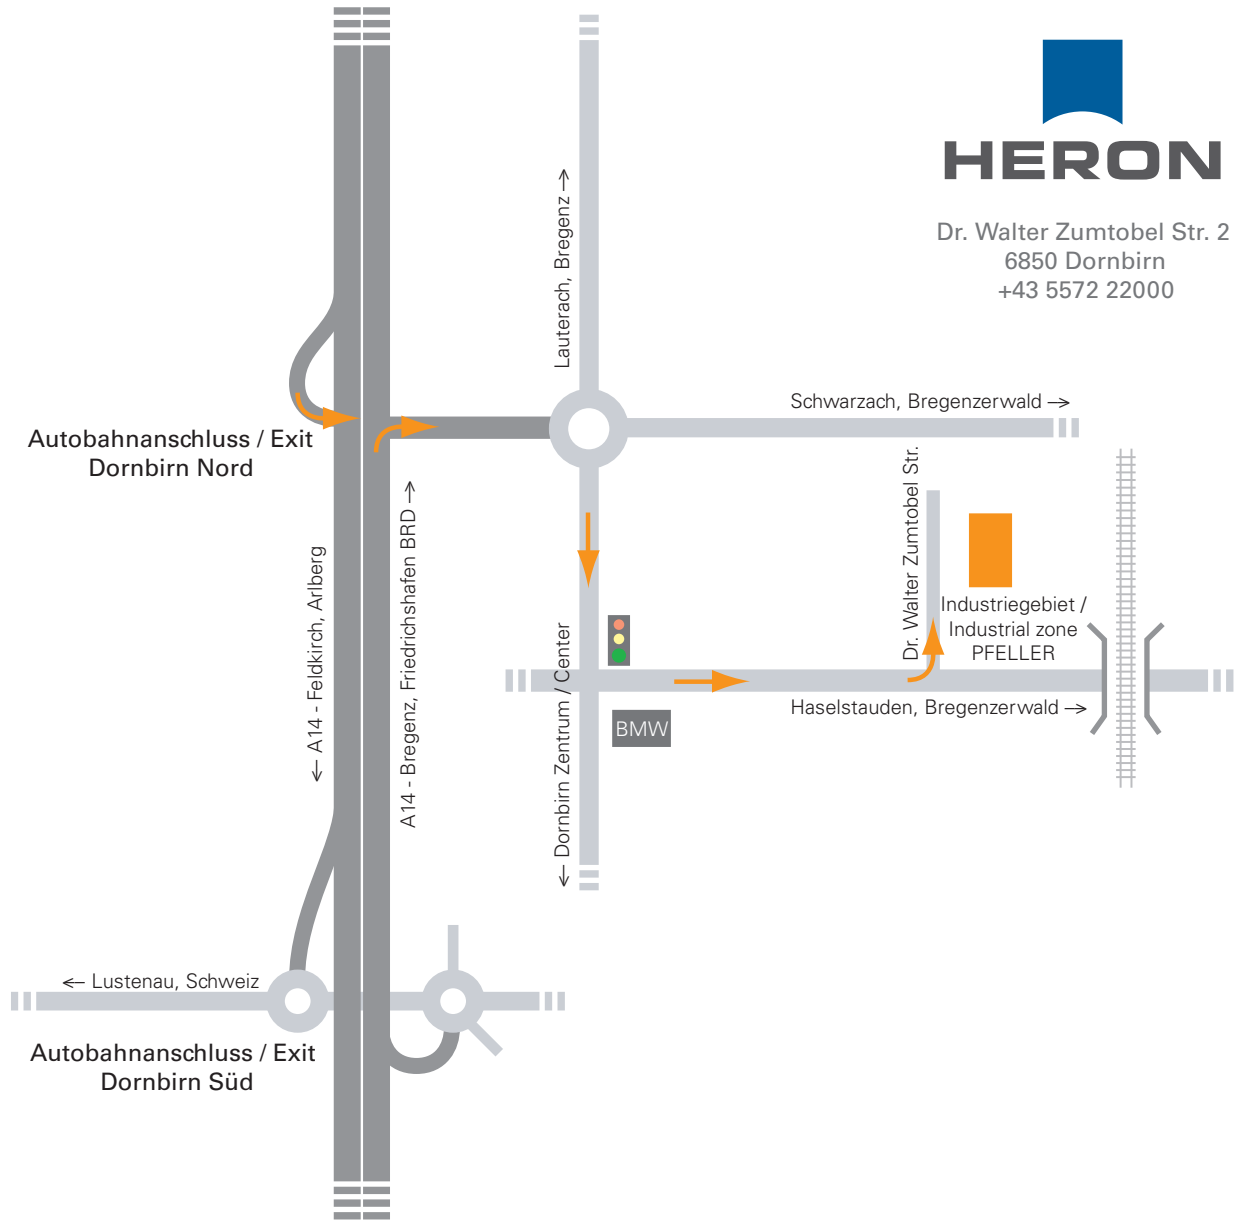 HERON
Dr. Walter Zumtobel Str. 2
6850 Dornbirn
+43 5572 22000
Lauterach, Bregenz →
Schwarzach, Bregenzerwald →
Autobahnanschluss / Exit
Dornbirn Nord
← A14 - Feldkirch, Arlberg
A14 - Bregenz, Friedrichshafen BRD →
← Dornbirn Zentrum / Center
Dr. Walter Zumtobel Str.
Industriegebiet /
Industrial zone
PFELLER
Haselstauden, Bregenzerwald →
BMW
← Lustenau, Schweiz
Autobahnanschluss / Exit
Dornbirn Süd